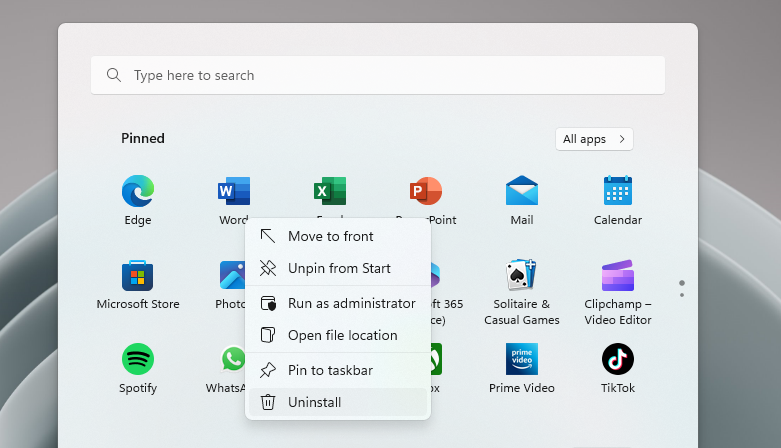 Type here to search
Pinned
All apps
W
X
P
Edge
Word
PowerPoint
Mail
Calendar
Move to front
Unpin from Start
Run as administrator
Open file location
Pin to taskbar
Uninstall
Microsoft Store
Photo
oft 365
ce)
Solitaire &
Casual Games
Clipchamp –
Video Editor
prime
video
Spotify
WhatsA
ox
Prime Video
TikTok